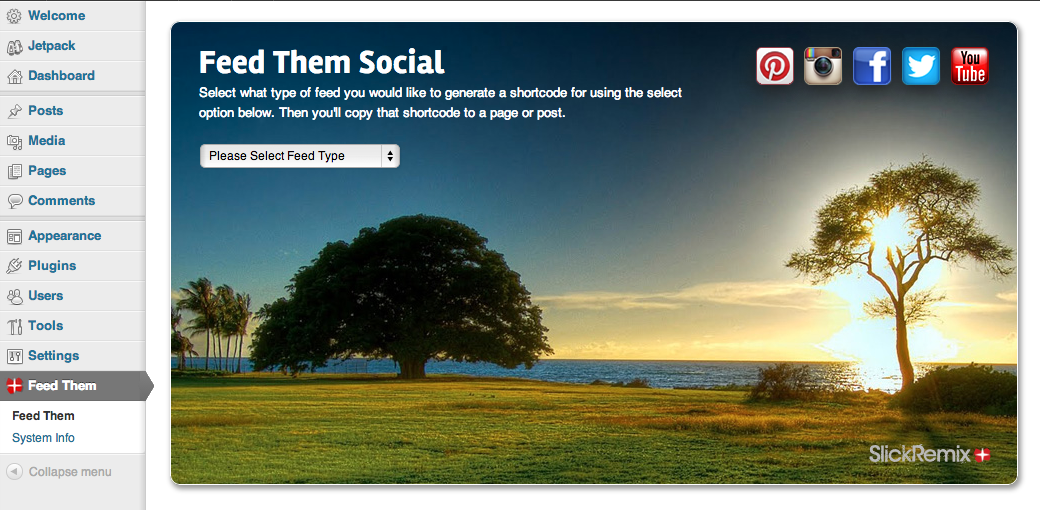 Welcome
Jetpack
Dashboard
Posts
Media
Pages
Comments
Appearance
Plugins
Users
Tools
Settings
Feed Them
Feed Them
System Info
Collapse menu
Feed Them Social
Select what type of feed you would like to generate a shortcode for using the select
option below. Then you'll copy that shortcode to a page or post.
Please Select Feed Type
You
Tube
SlickRemix